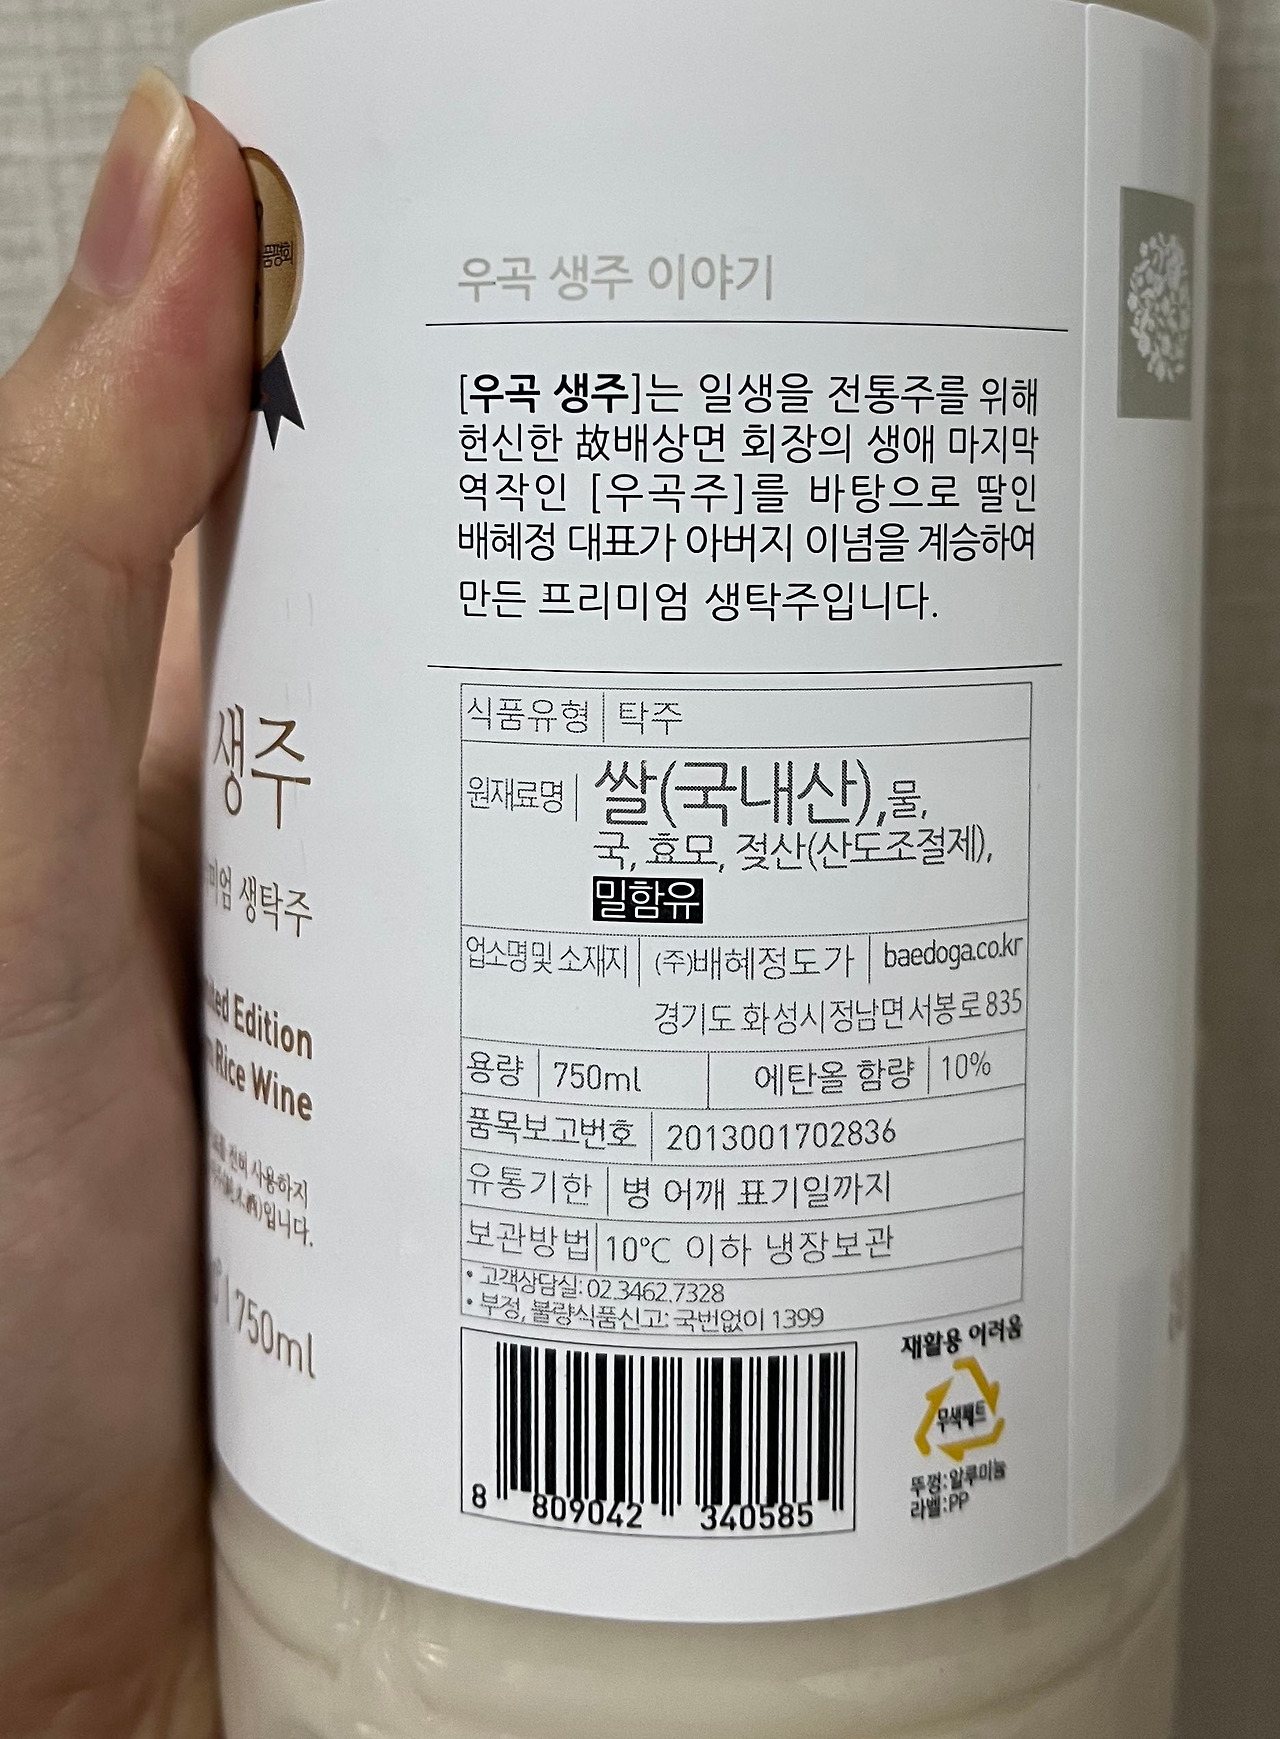 품평회
생주
미엄 생탁주
Edition
Rice Wine
사용하지
입니다.
750ml
우곡 생주 이야기
[우곡 생주]는 일생을 전통주를 위해
헌신한 故배상면 회장의 생애 마지막
역작인 [우곡주]를 바탕으로 딸인
배혜정 대표가 아버지 이념을 계승하여
만든 프리미엄 생탁주입니다.
식품유형 탁주
원재료명 쌀(국내산),물,
국, 효모, 젖산(산도조절제),
밀함유
업소명및 소재지 (주)배혜정도가 baedoga.co.kr
경기도 화성시정남면서봉로835
용량 750ml 에탄올 함량 10%
품목보고번호 2013001702836
유통기한 병 어깨 표기일까지
보관방법 10℃ 이하 냉장보관
• 고객상담실: 02.3462.7328
• 부정, 불량식품신고: 국번없이 1399
8 809042 340585
재활용 어려움
무색페트
뚜껑:알루미늄
라벨:PP